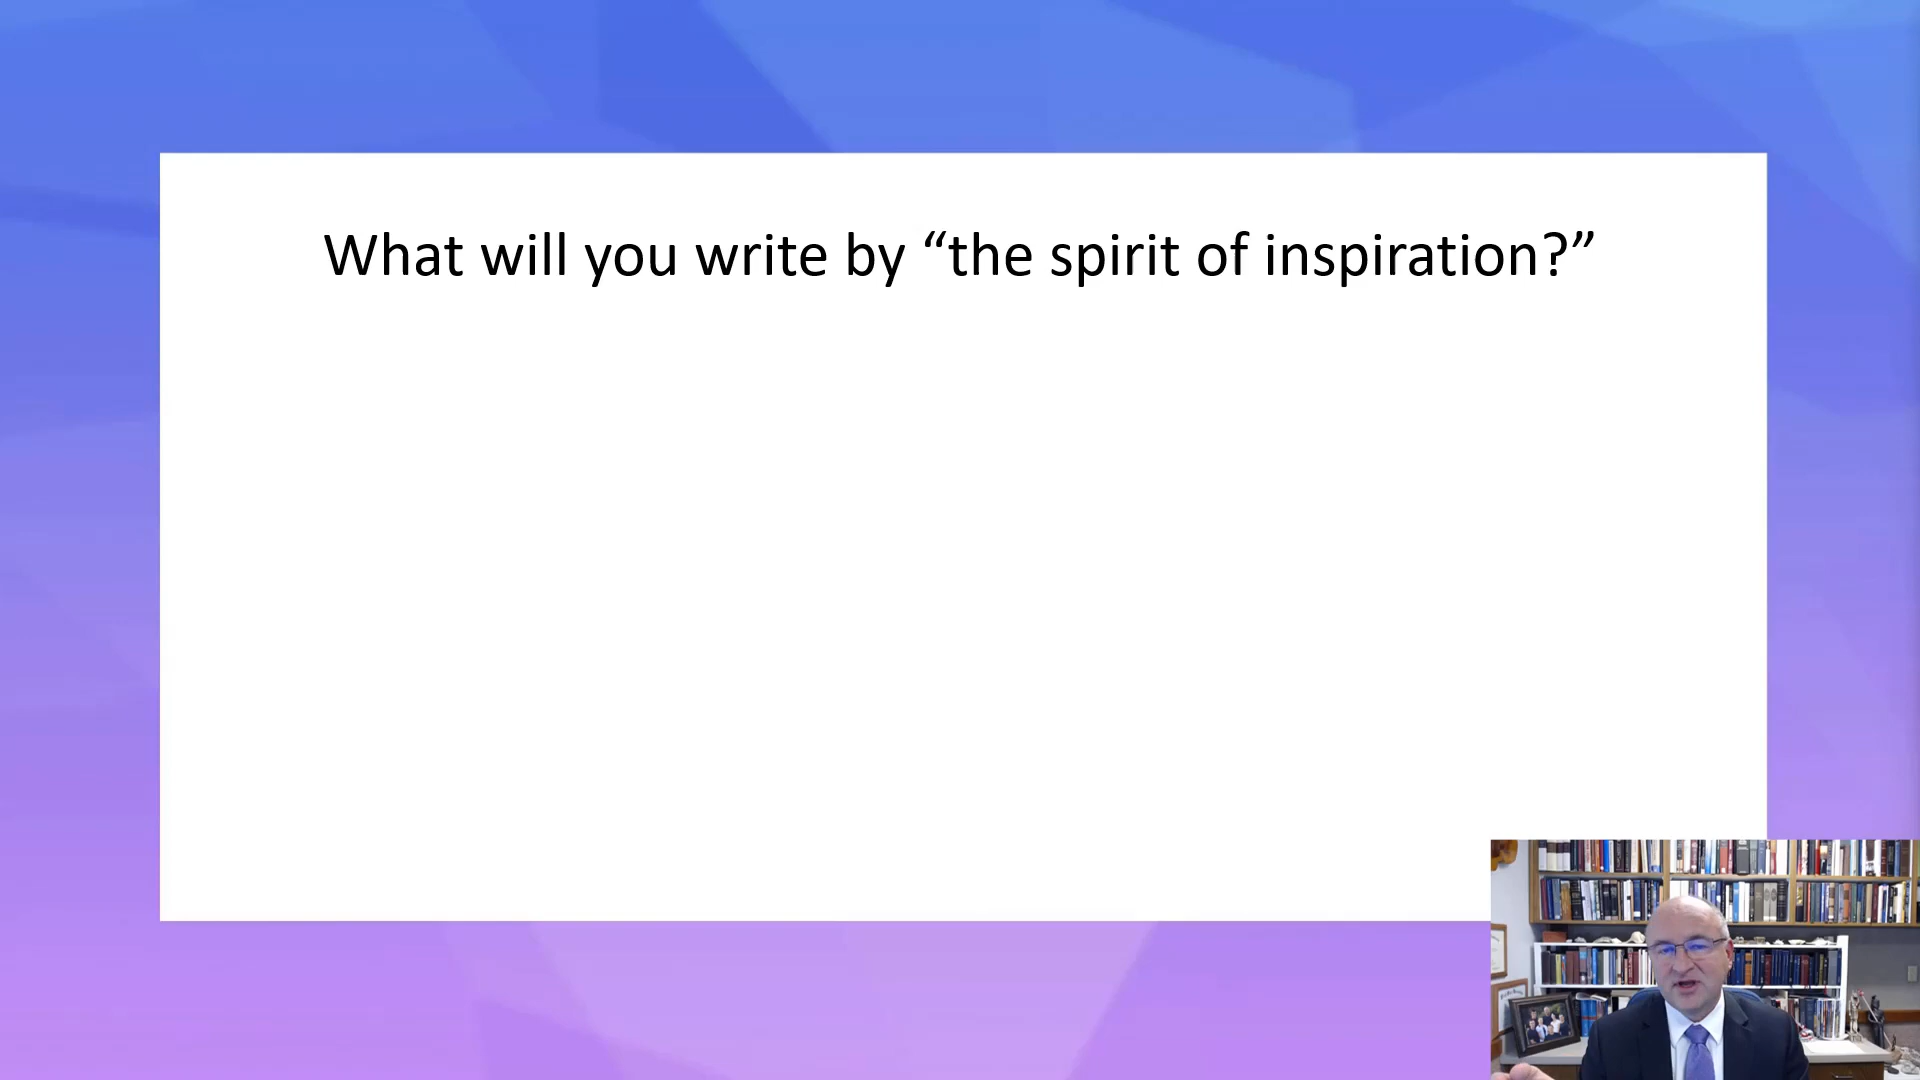 What will you write by “the spirit of inspiration?”